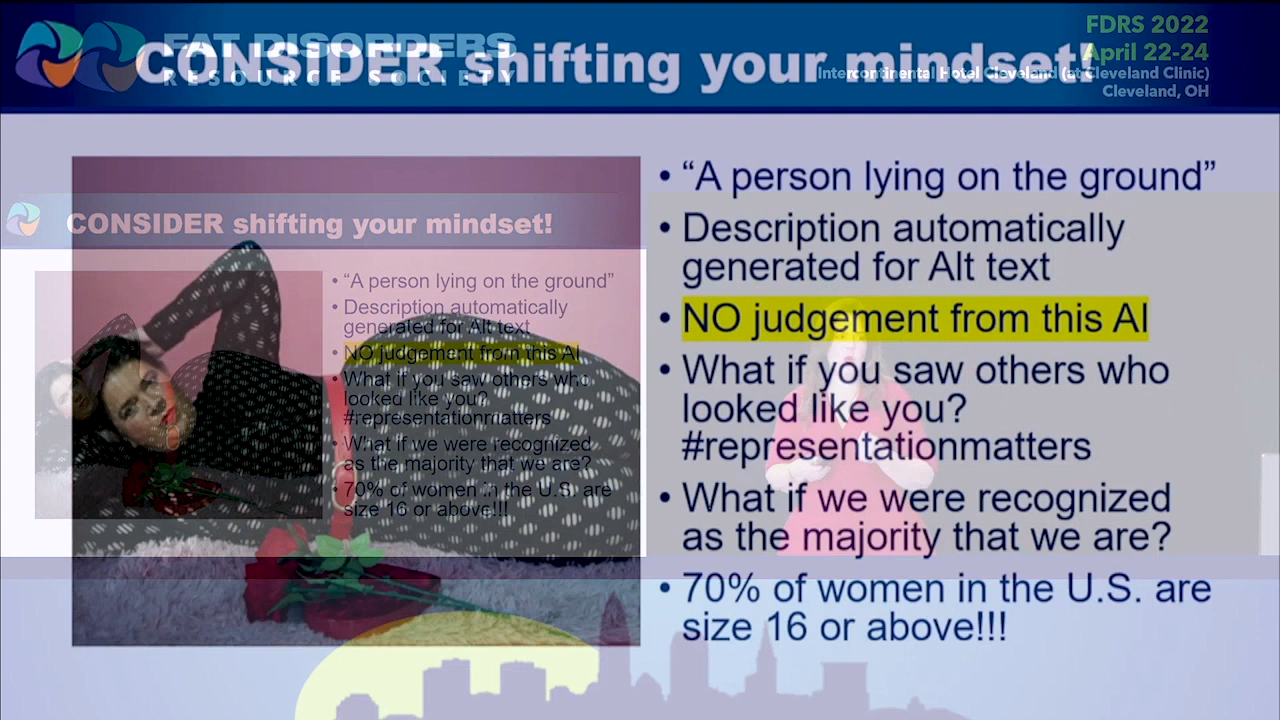 FAT DISORDERS
RESOURCE SOCIETY
FDRS 2022
April 22-24
Intercontinental Hotel Cleveland (at Cleveland Clinic)
Cleveland, OH
CONSIDER shifting your mindset!
• “A person lying on the ground”
• Description automatically
generated for Alt text
• NO judgement from this AI
• What if you saw others who
looked like you?
#representationmatters
• What if we were recognized
as the majority that we are?
• 70% of women in the U.S. are
size 16 or above!!!
CONSIDER shifting your mindset!
• “A person lying on the ground”
• Description automatically
generated for Alt text
• NO judgement from this AI
• What if you saw others who
looked like you?
#representationmatters
• What if we were recognized
as the majority that we are?
• 70% of women in the U.S. are
size 16 or above!!!